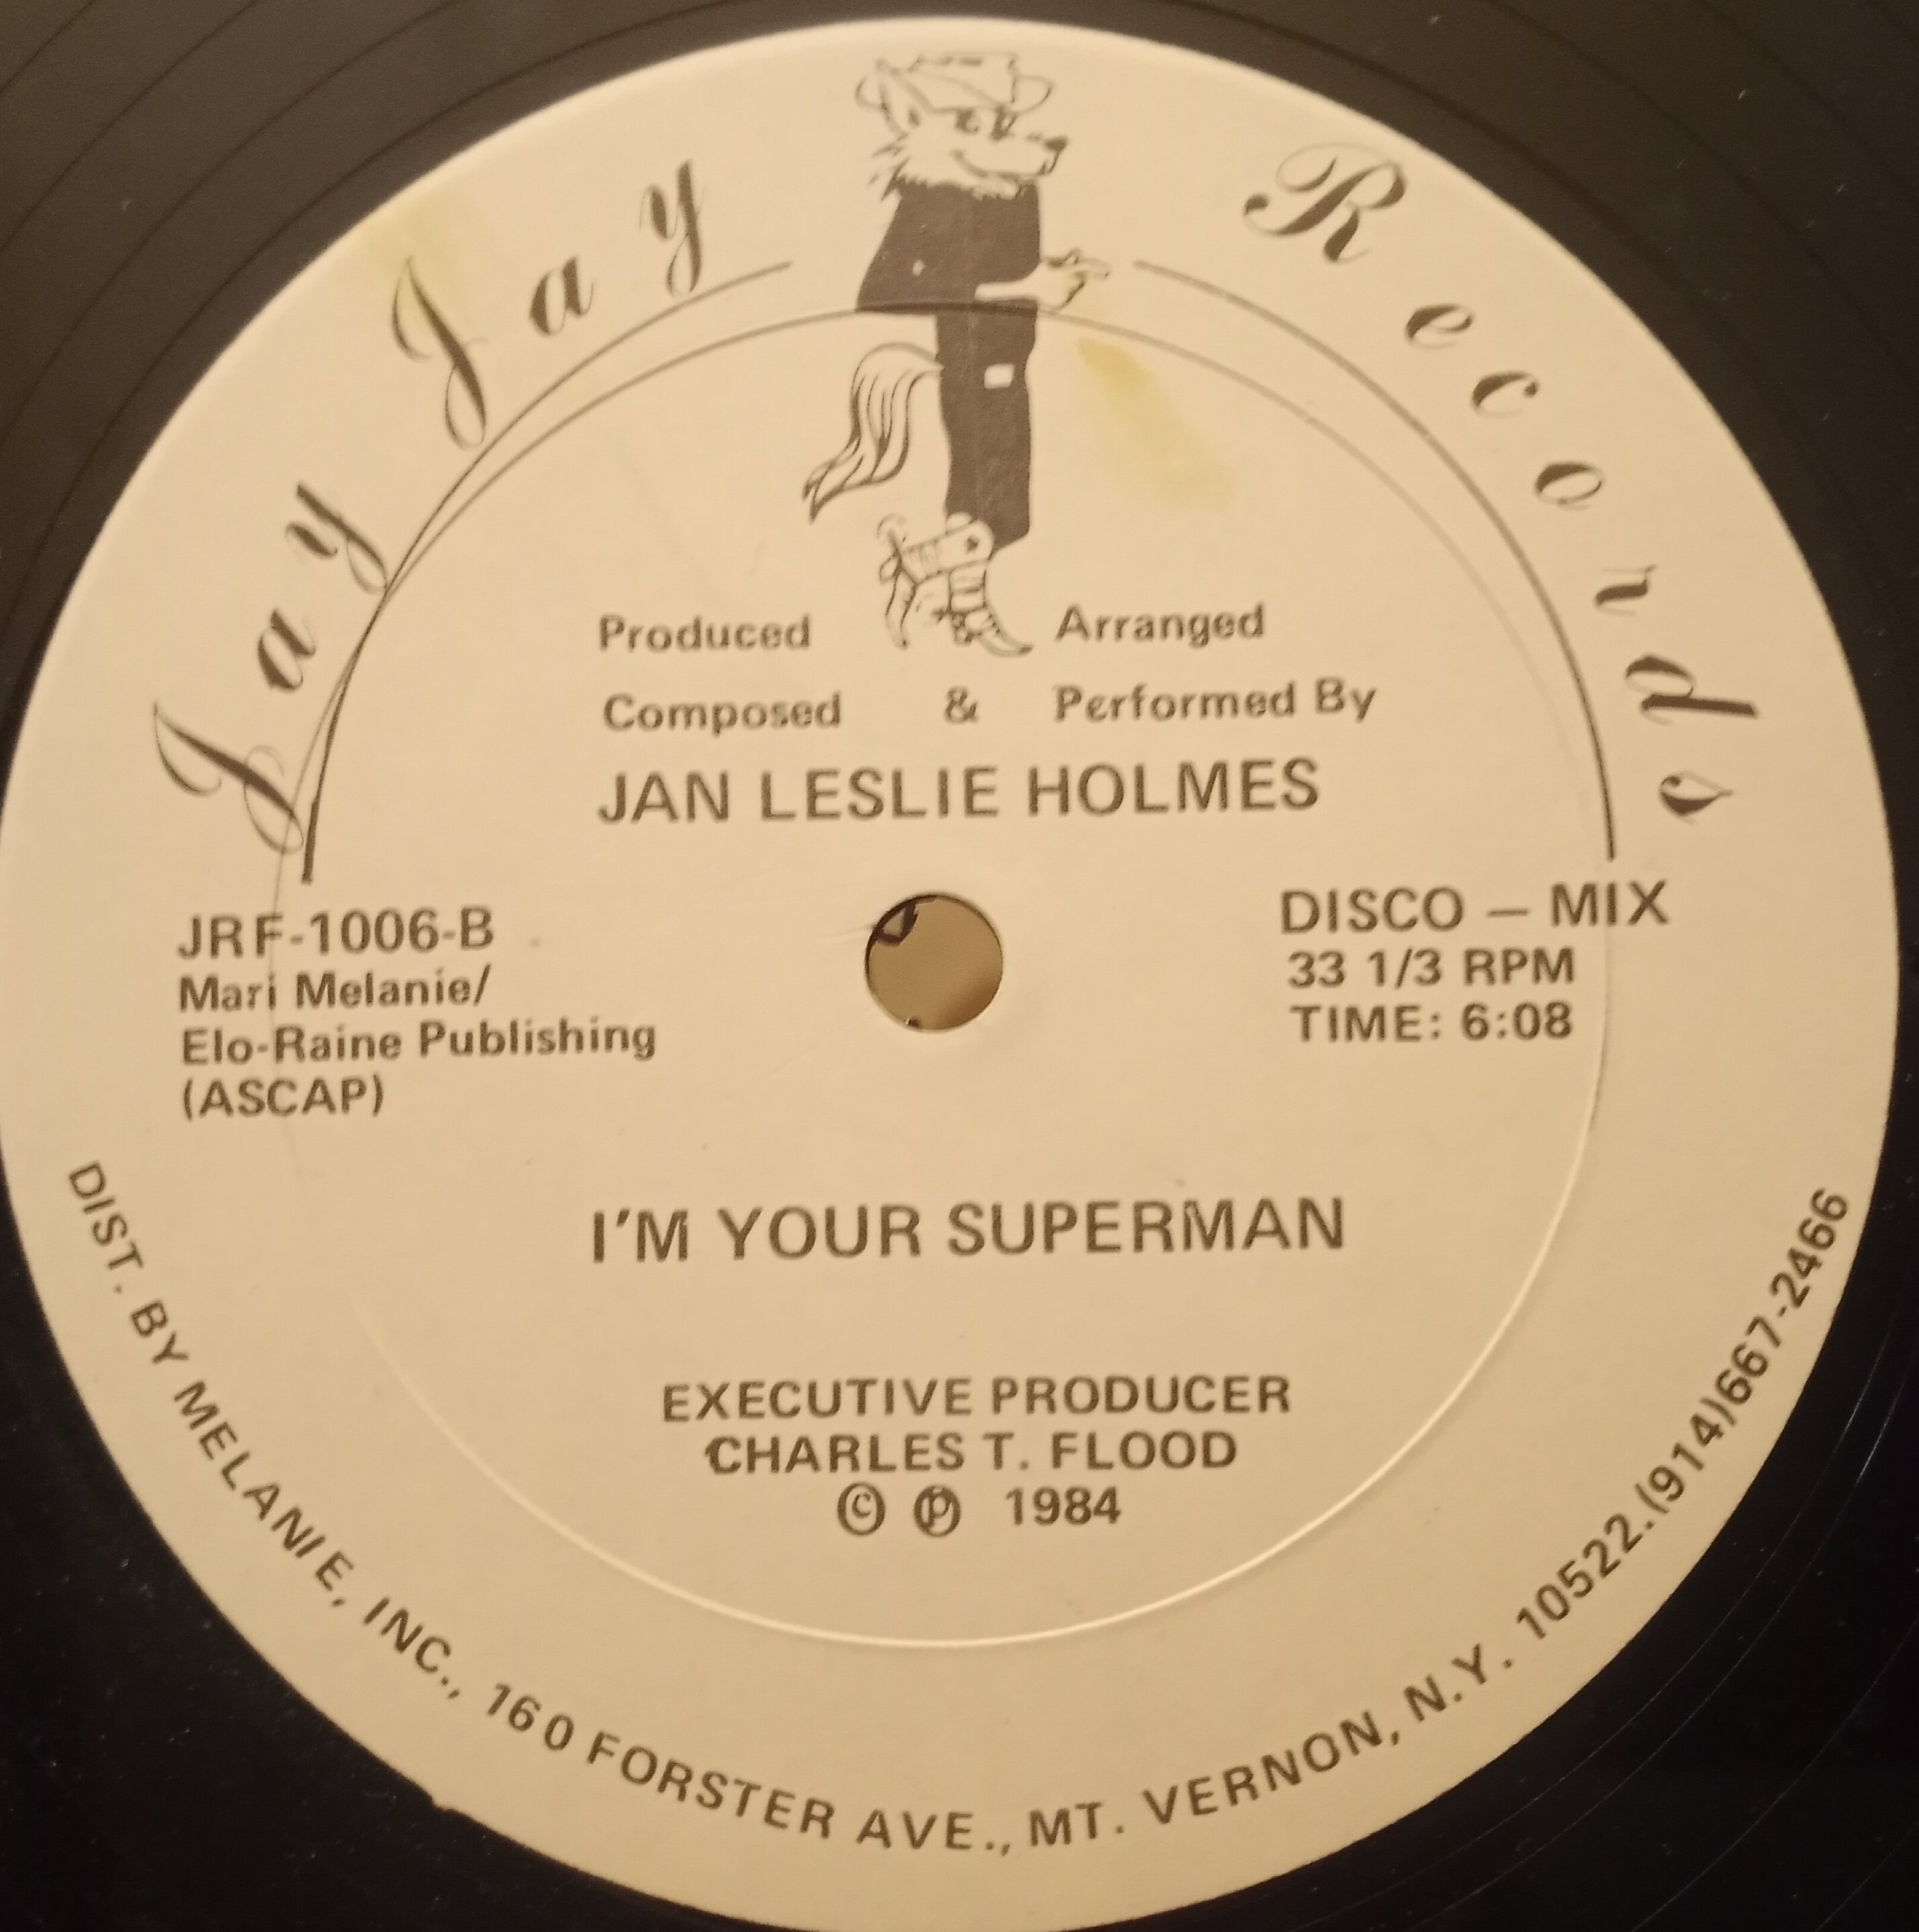 Jay Jay Records
Produced Arranged
Composed & Performed By
JAN LESLIE HOLMES
JRF-1006-B
Mari Melanie/
Elo-Raine Publishing
(ASCAP)
DISCO — MIX
33 1/3 RPM
TIME: 6:08
I'M YOUR SUPERMAN
EXECUTIVE PRODUCER
CHARLES T. FLOOD
© ℗ 1984
DIST. BY MELANIE, INC., 160 FORSTER AVE., MT. VERNON, N.Y. 10522.(914)667-2466